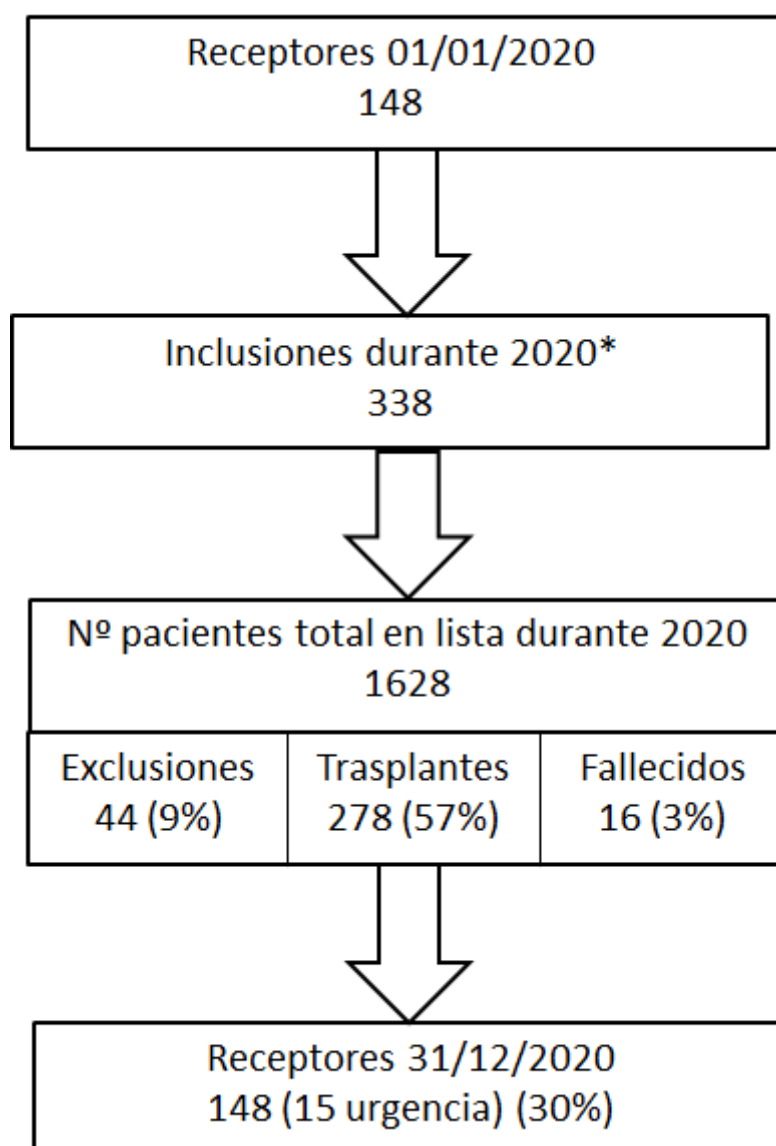 Receptores 01/01/2020
148
Inclusiones durante 2020*
338
Nº pacientes total en lista durante 2020
1628
Exclusiones
44 (9%)
Trasplantes
278 (57%)
Fallecidos
16 (3%)
Receptores 31/12/2020
148 (15 urgencia) (30%)